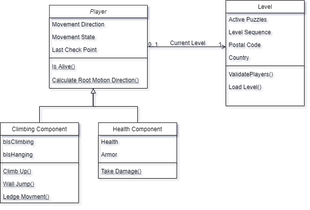 Player
Movement Direction
Movement State
Last Check Point
Is Alive()
Calculate Root Motion Direction()
0..1
Current Level
1
Level
Active Puzzles
Level Sequence
Postal Code
Country
ValidatePlayers()
Load Level()
Climbing Component
bIsClimbing
bIsHanging
Climb Up()
Wall Jump()
Ledge Movment()
Health Component
Health
Armor
Take Damage()